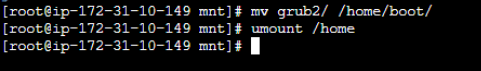 [root@ip-172-31-10-149 mnt]# mv grub2/ /home/boot/
[root@ip-172-31-10-149 mnt]# umount /home
[root@ip-172-31-10-149 mnt]#